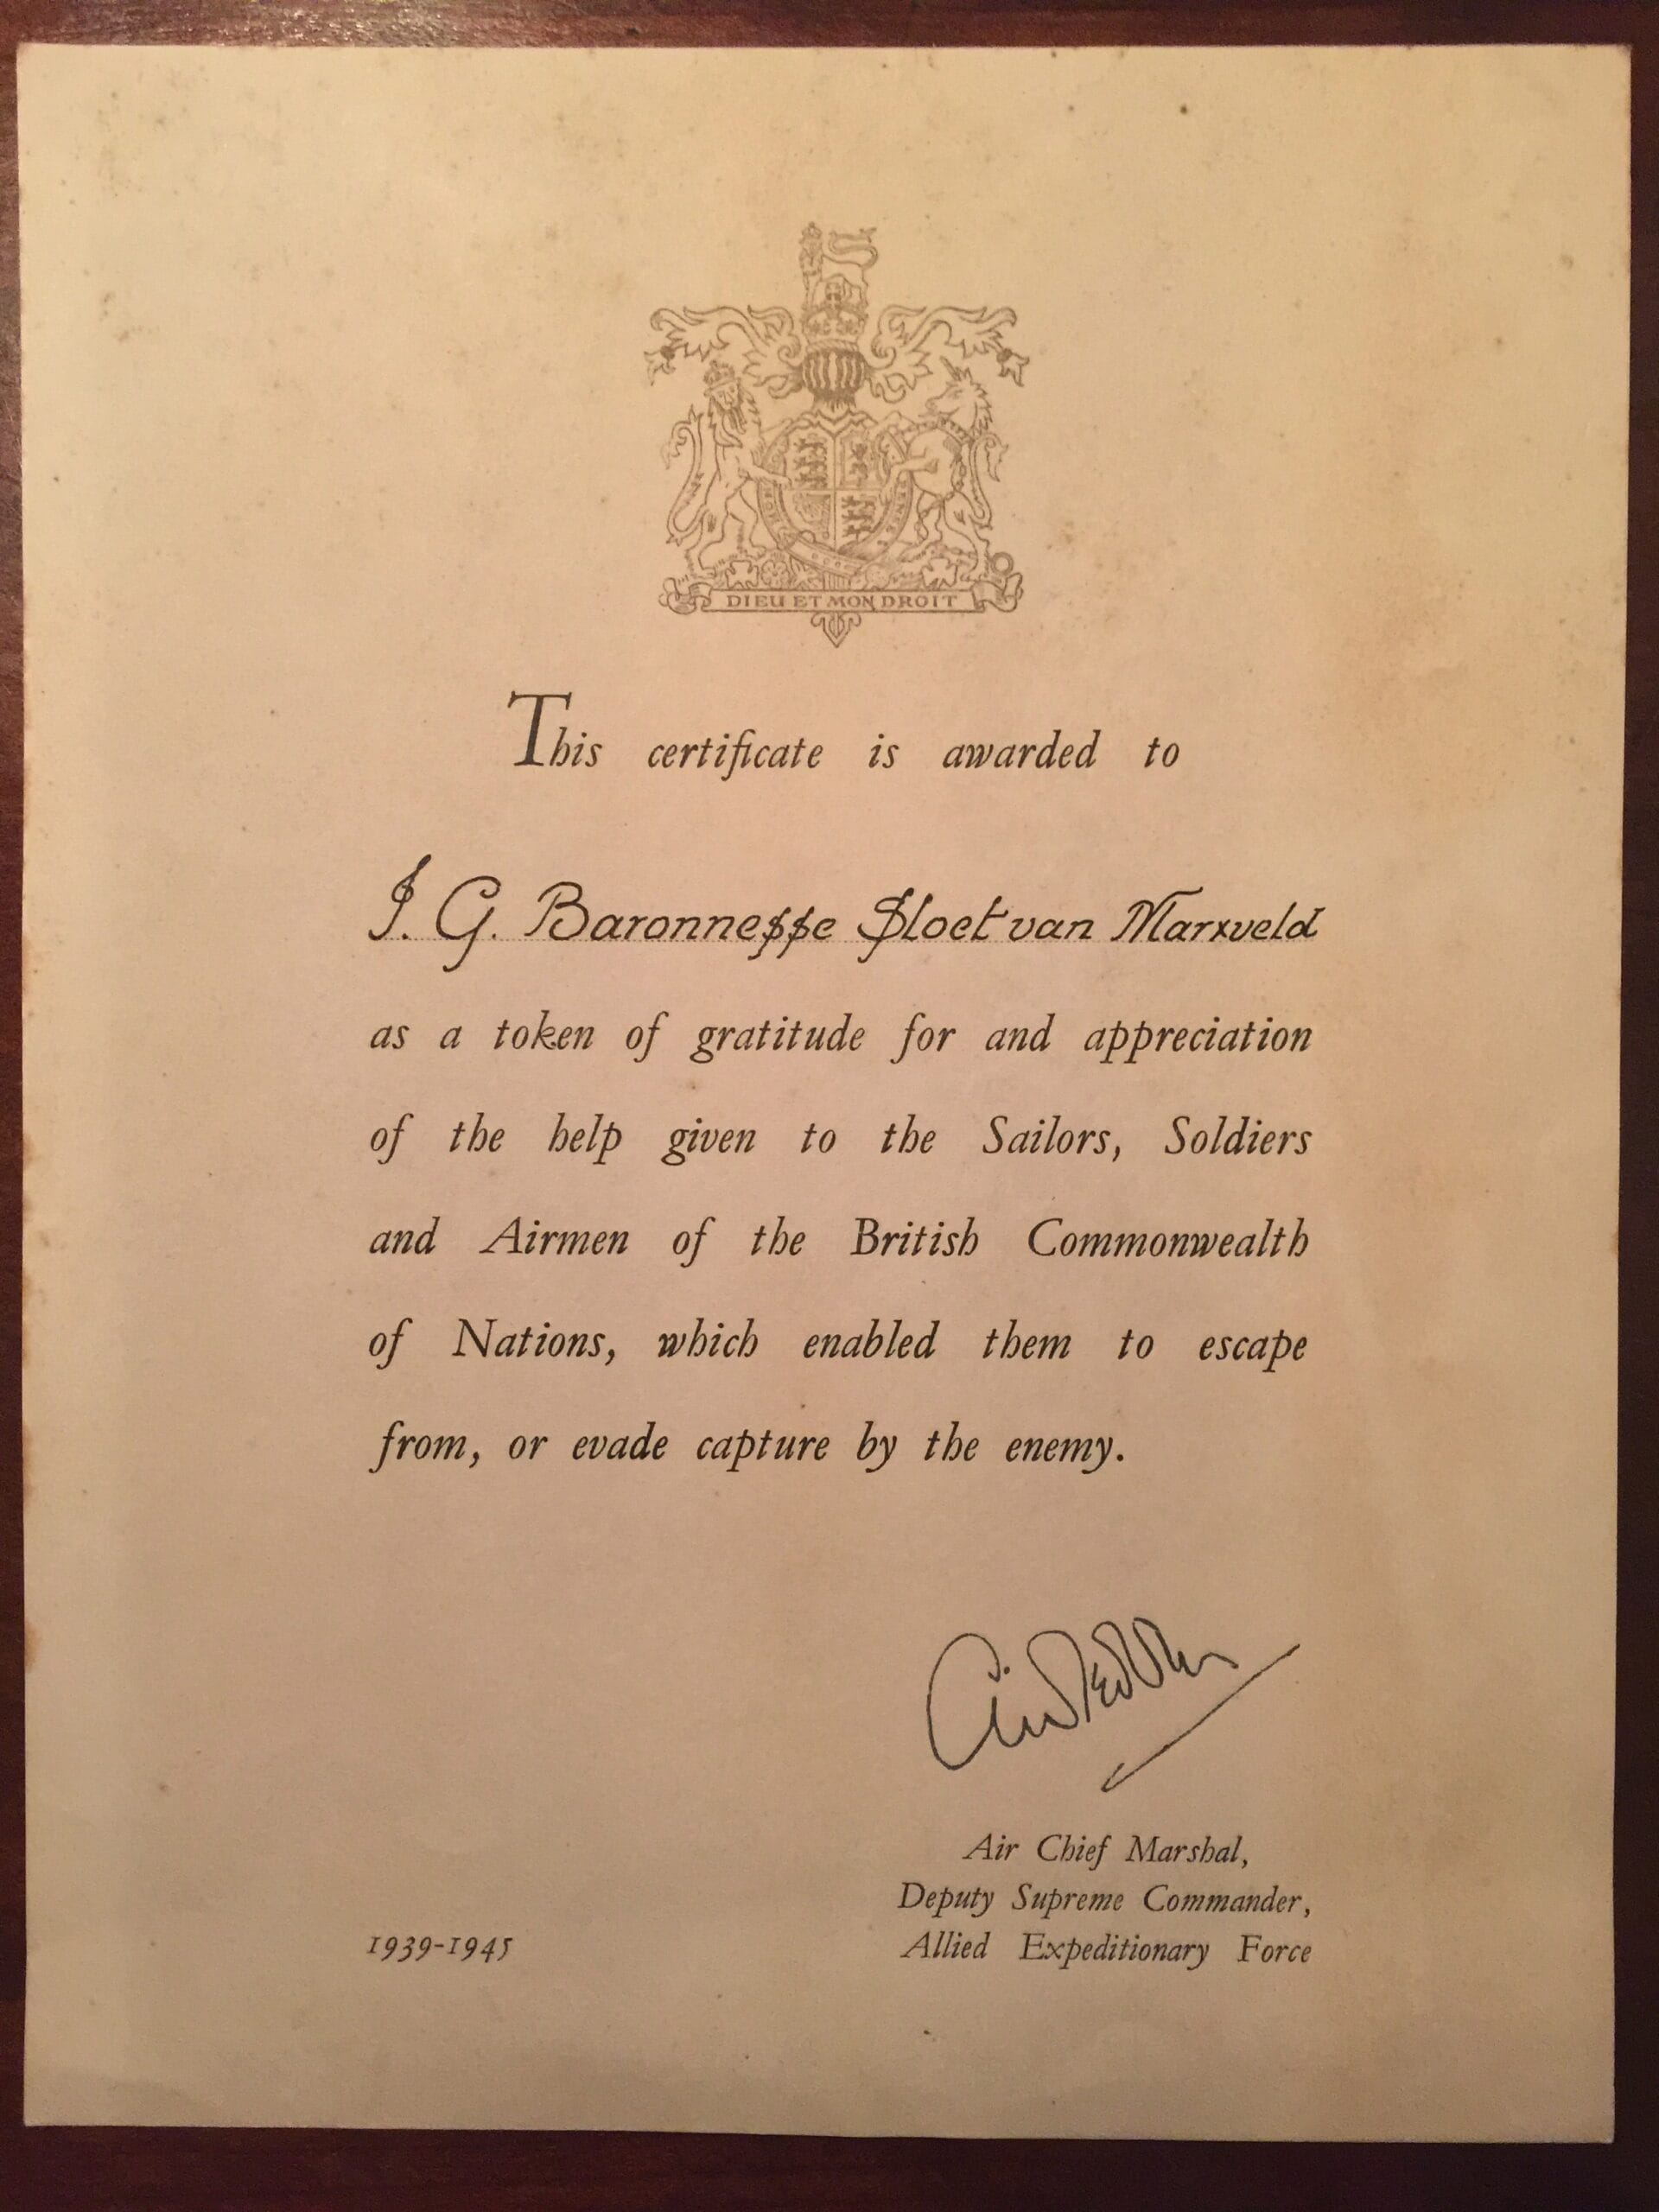 DIEU ET MON DROIT
This certificate is awarded to
I. G. Baronnesse Sloet van Marxveld
as a token of gratitude for and appreciation
of the help given to the Sailors, Soldiers
and Airmen of the British Commonwealth
of Nations, which enabled them to escape
from, or evade capture by the enemy.
Air Chief Marshal,
Deputy Supreme Commander,
1939-1945 Allied Expeditionary Force